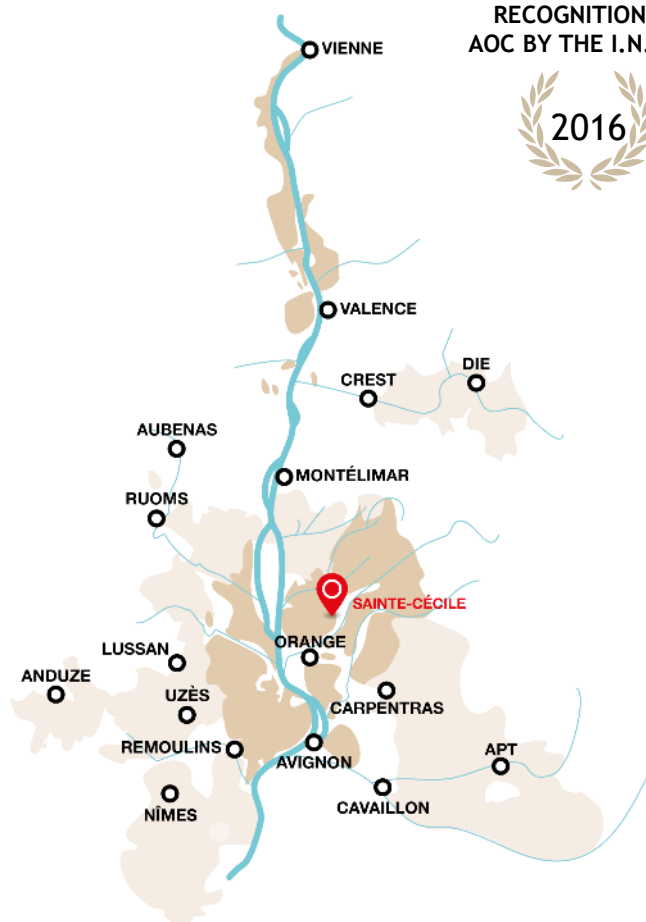 RECOGNITION
AOC BY THE I.N.
2016
VIENNE
VALENCE
DIE
CREST
AUBENAS
MONTÉLIMAR
RUOMS
SAINTE-CÉCILE
ORANGE
LUSSAN
ANDUZE
UZÈS
CARPENTRAS
REMOULINS
AVIGNON
APT
CAVAILLON
NÎMES